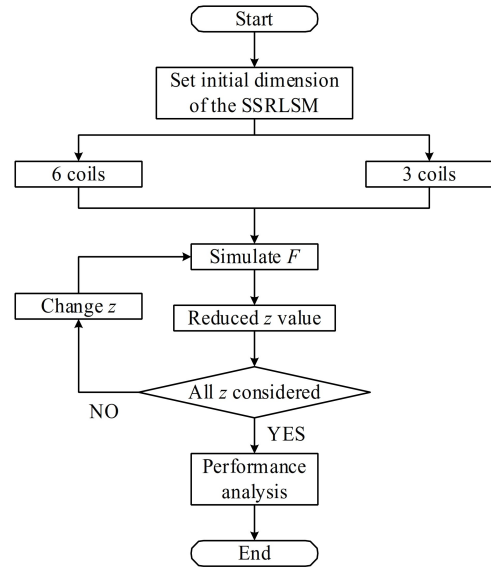 Start
Set initial dimension
of the SSRLSM
6 coils
3 coils
Simulate F
Change z
Reduced z value
All z considered
NO
YES
Performance
analysis
End